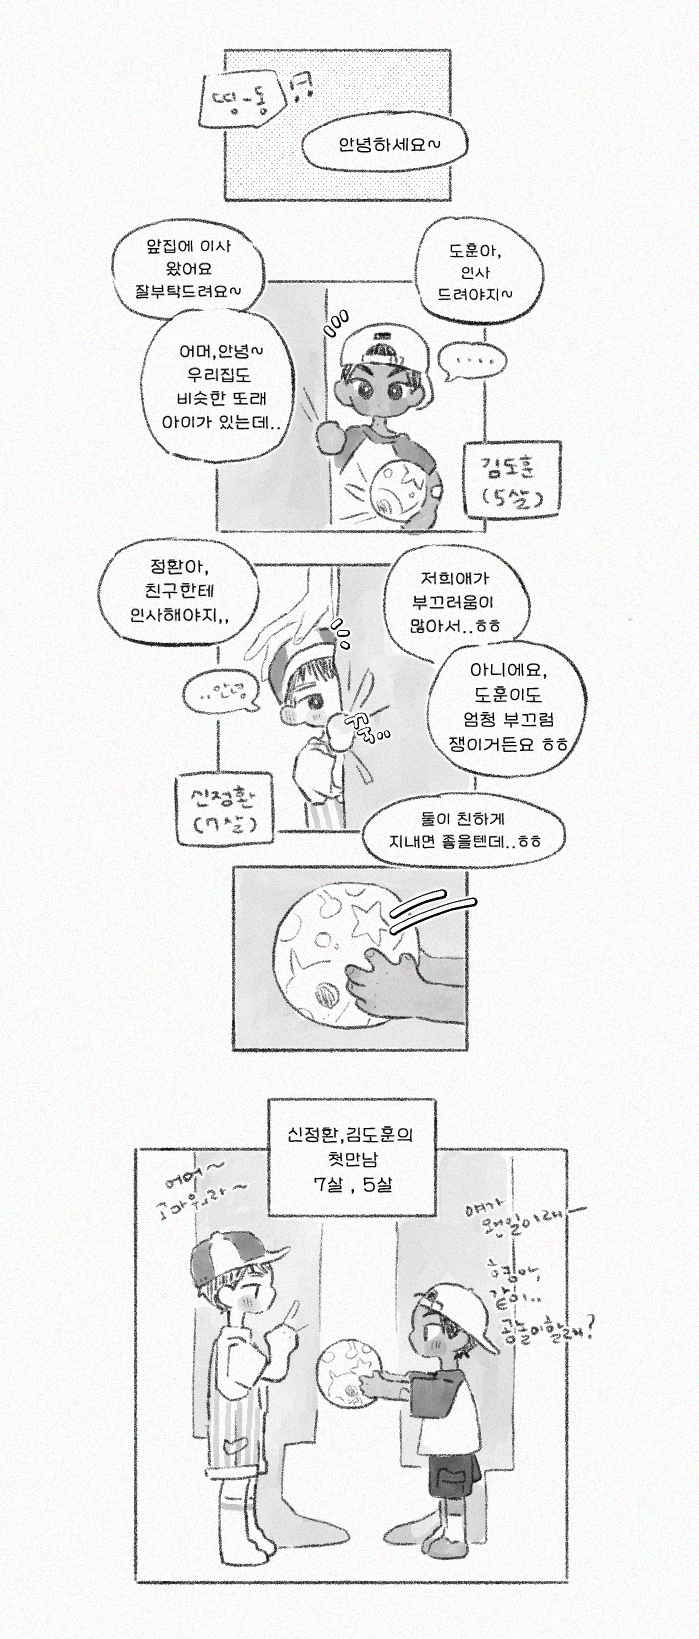 띵-동
안녕하세요~
앞집에 이사
왔어요
잘부탁드려요~
도훈아,
인사
드려야지~
어머,안녕~
우리집도
비슷한 또래
아이가 있는데..
....
김도훈
(5살)
정환아,
친구한테
인사해야지,,
저희애가
부끄러움이
많아서..ㅎㅎ
..안녕
아니에요,
도훈이도
엄청 부끄럼
쟁이거든요 ㅎㅎ
꾹..
신정환
(7살)
둘이 친하게
지내면 좋을텐데..ㅎㅎ
신정환,김도훈의
첫만남
7살 , 5살
어머~
고마워라~
얘가
왠일이래
형아,
같이..
공놀이할래?